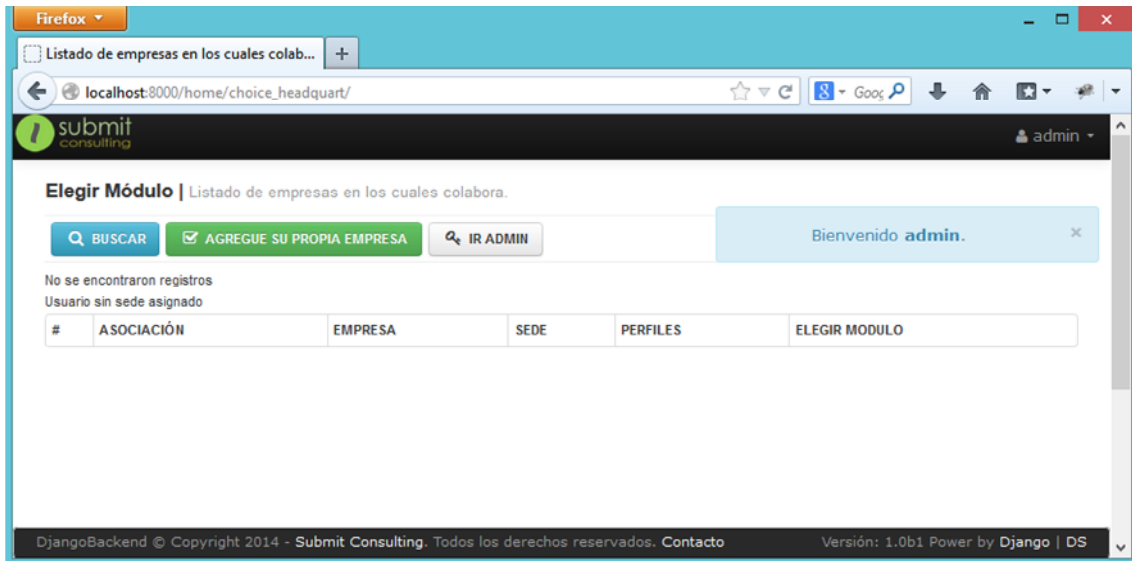 Firefox
Listado de empresas en los cuales colab...
localhost:8000/home/choice_headquart/
8 - Goog
submit
consulting
admin
Elegir Módulo | Listado de empresas en los cuales colabora.
BUSCAR
AGREGUE SU PROPIA EMPRESA
IR ADMIN
Bienvenido admin.
No se encontraron registros
Usuario sin sede asignado
# ASOCIACIÓN EMPRESA SEDE PERFILES ELEGIR MODULO
DjangoBackend © Copyright 2014 - Submit Consulting. Todos los derechos reservados. Contacto
Versión: 1.0b1 Power by Django | DS